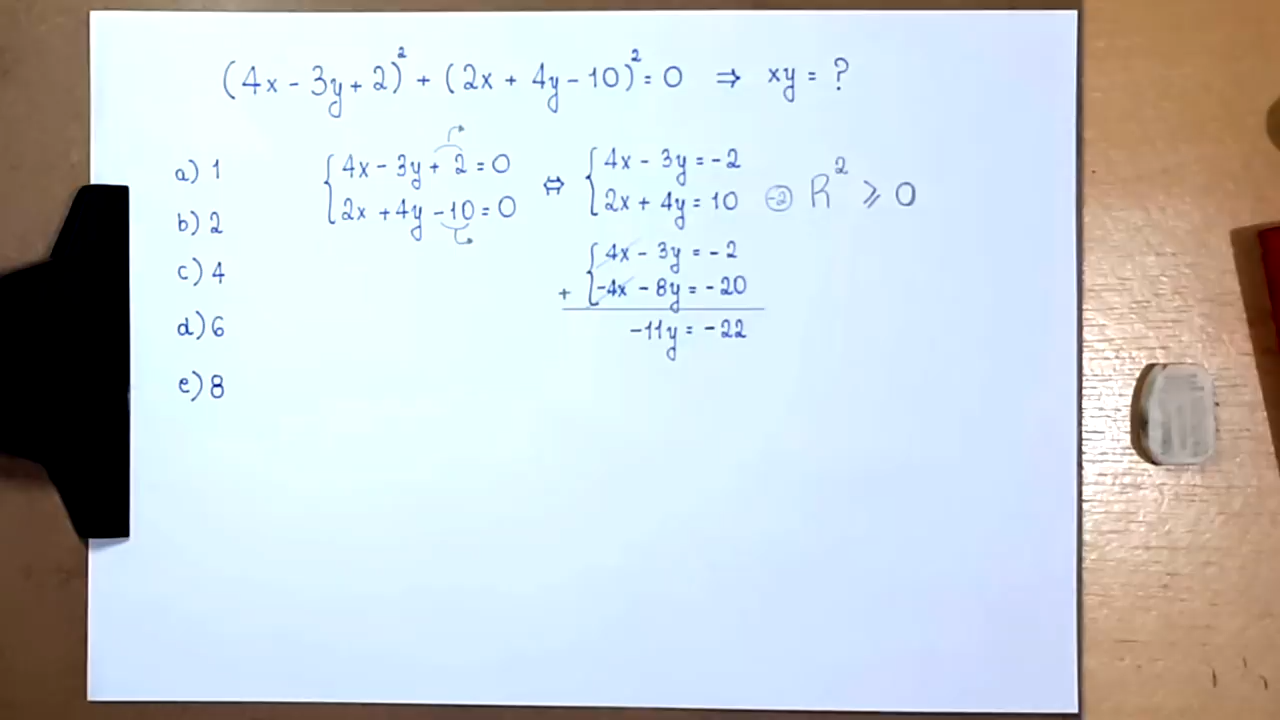 (4x - 3y + 2)² + (2x + 4y - 10)² = 0 ⇒ xy = ?
a) 1
b) 2
c) 4
d) 6
e) 8
{4x - 3y + 2 = 0
{2x + 4y - 10 = 0
⇔ {4x - 3y = -2
{2x + 4y = 10 (-2)
R² ⩾ 0
{4x - 3y = -2
+ {-4x - 8y = -20
-11y = -22